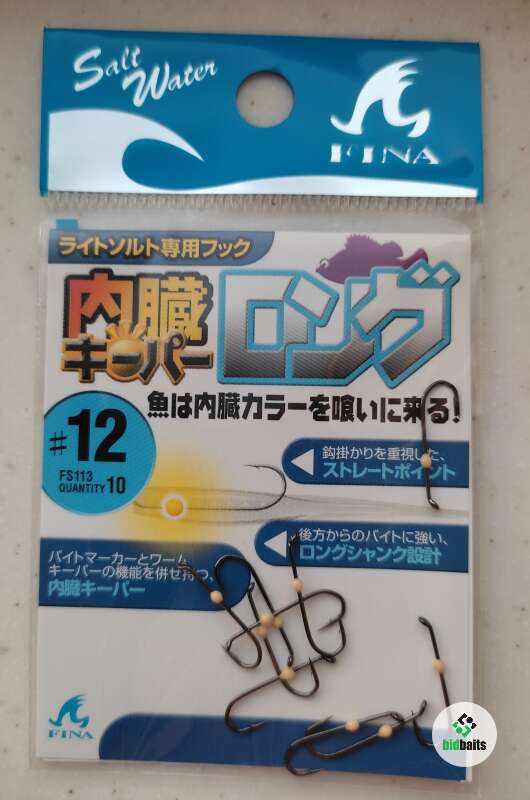 Salt
Water
FINA
ライトソルト専用フック
内臓
キーパー
ロング
魚は内臓カラーを喰いに来る!
#12
FS113
QUANTITY 10
鈎掛かりを重視した、
ストレートポイント
後方からのバイトに強い、
ロングシャンク設計
バイトマーカーとワーム
キーパーの機能を併せ持つ、
内臓キーパー
FINA
bidbaits